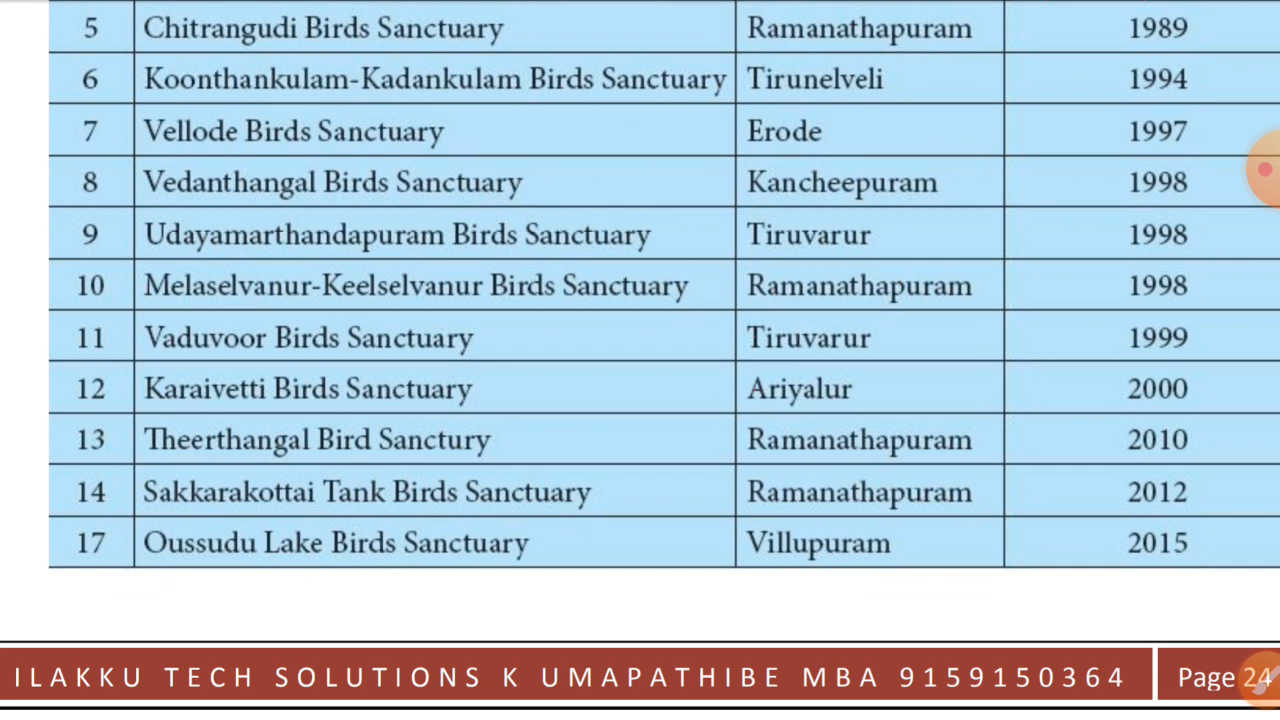 5 Chitrangudi Birds Sanctuary Ramanathapuram 1989
6 Koonthankulam-Kadankulam Birds Sanctuary Tirunelveli 1994
7 Vellode Birds Sanctuary Erode 1997
8 Vedanthangal Birds Sanctuary Kancheepuram 1998
9 Udayamarthandapuram Birds Sanctuary Tiruvarur 1998
10 Melaselvanur-Keelselvanur Birds Sanctuary Ramanathapuram 1998
11 Vaduvoor Birds Sanctuary Tiruvarur 1999
12 Karaivetti Birds Sanctuary Ariyalur 2000
13 Theerthangal Bird Sanctury Ramanathapuram 2010
14 Sakkarakottai Tank Birds Sanctuary Ramanathapuram 2012
17 Oussudu Lake Birds Sanctuary Villupuram 2015
ILAKKU TECH SOLUTIONS K UMAPATHIBE MBA 9159150364 Page 24